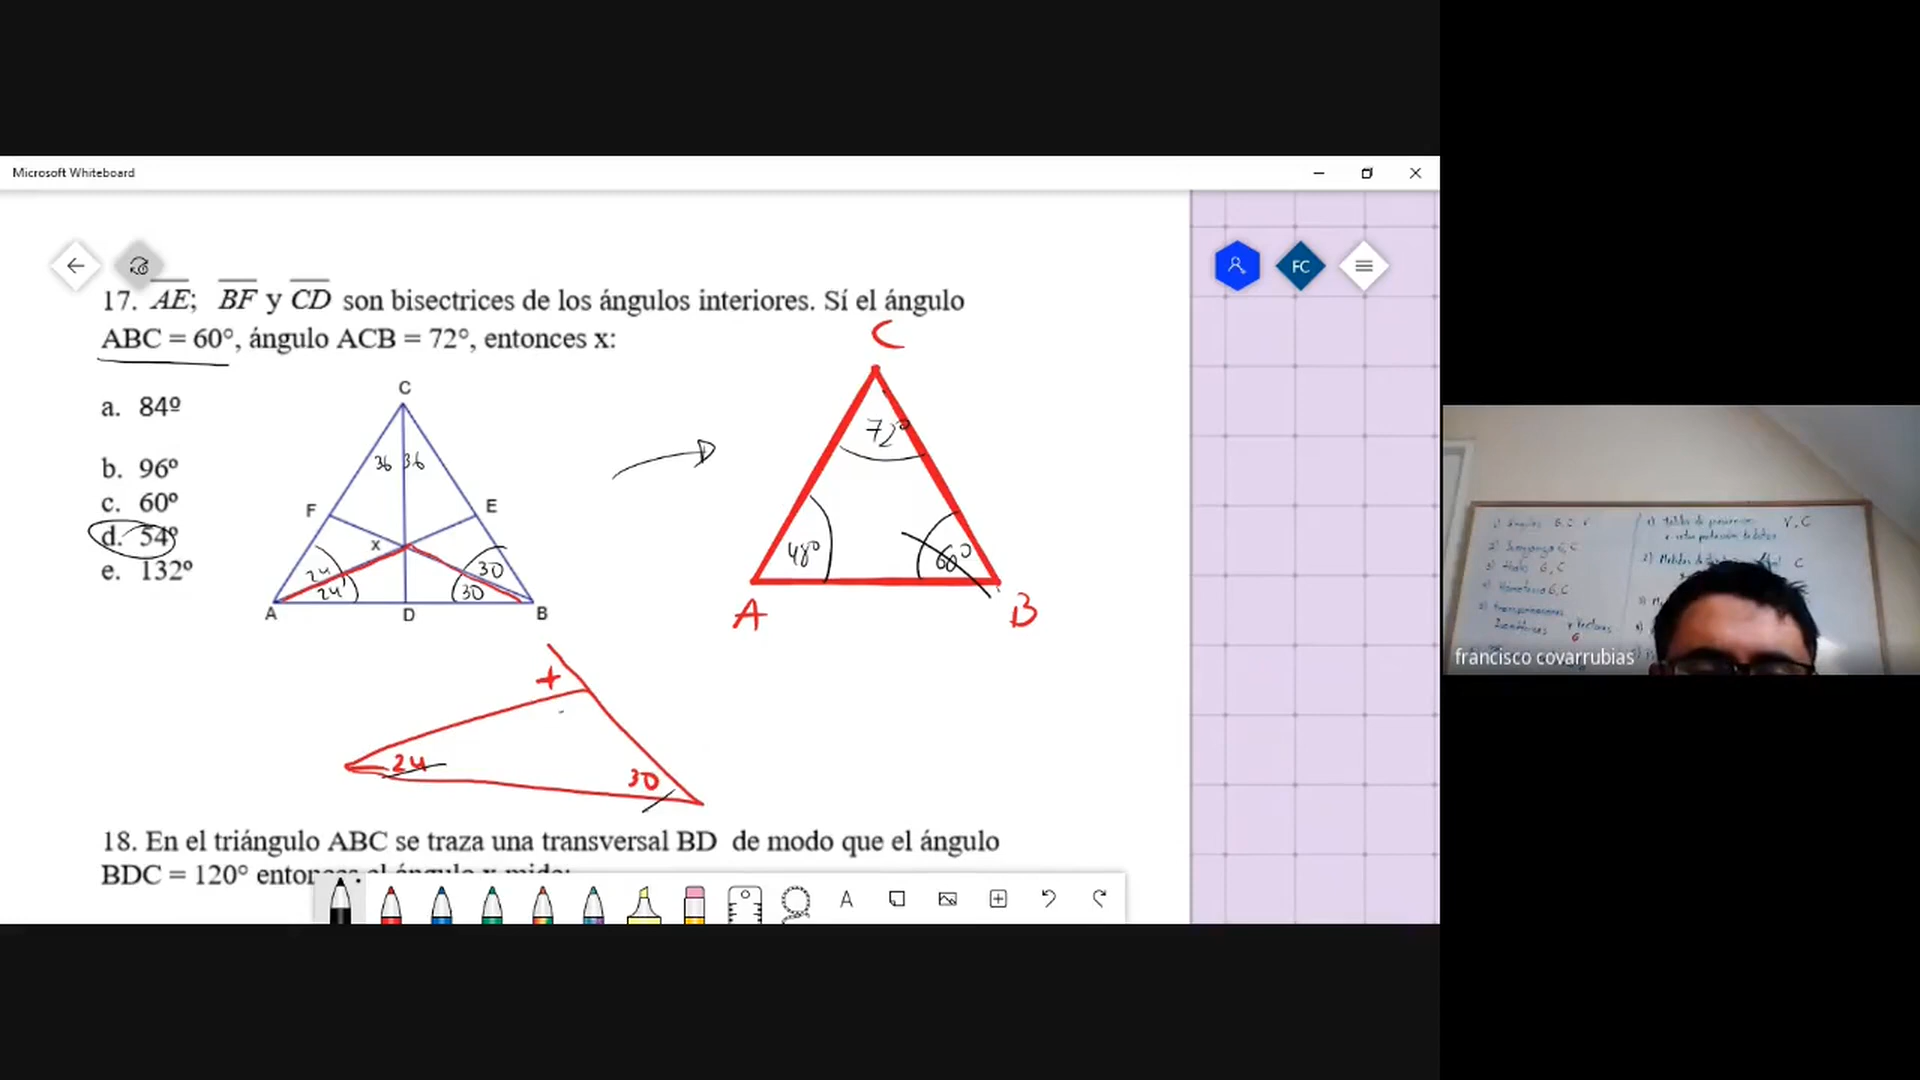 Microsoft Whiteboard
FC
17. AE; BF y CD son bisectrices de los ángulos interiores. Sí el ángulo
ABC = 60°, ángulo ACB = 72°, entonces x:
a. 84º
b. 96º
c. 60º
d. 54º
e. 132º
C
36 36
F
E
x
24
24
30
30
A
D
B
C
72°
48°
60°
A
B
24
30
18. En el triángulo ABC se traza una transversal BD de modo que el ángulo
BDC = 120°
A
V, C
2)
G, C
C
3)
G, C
francisco covarrubias